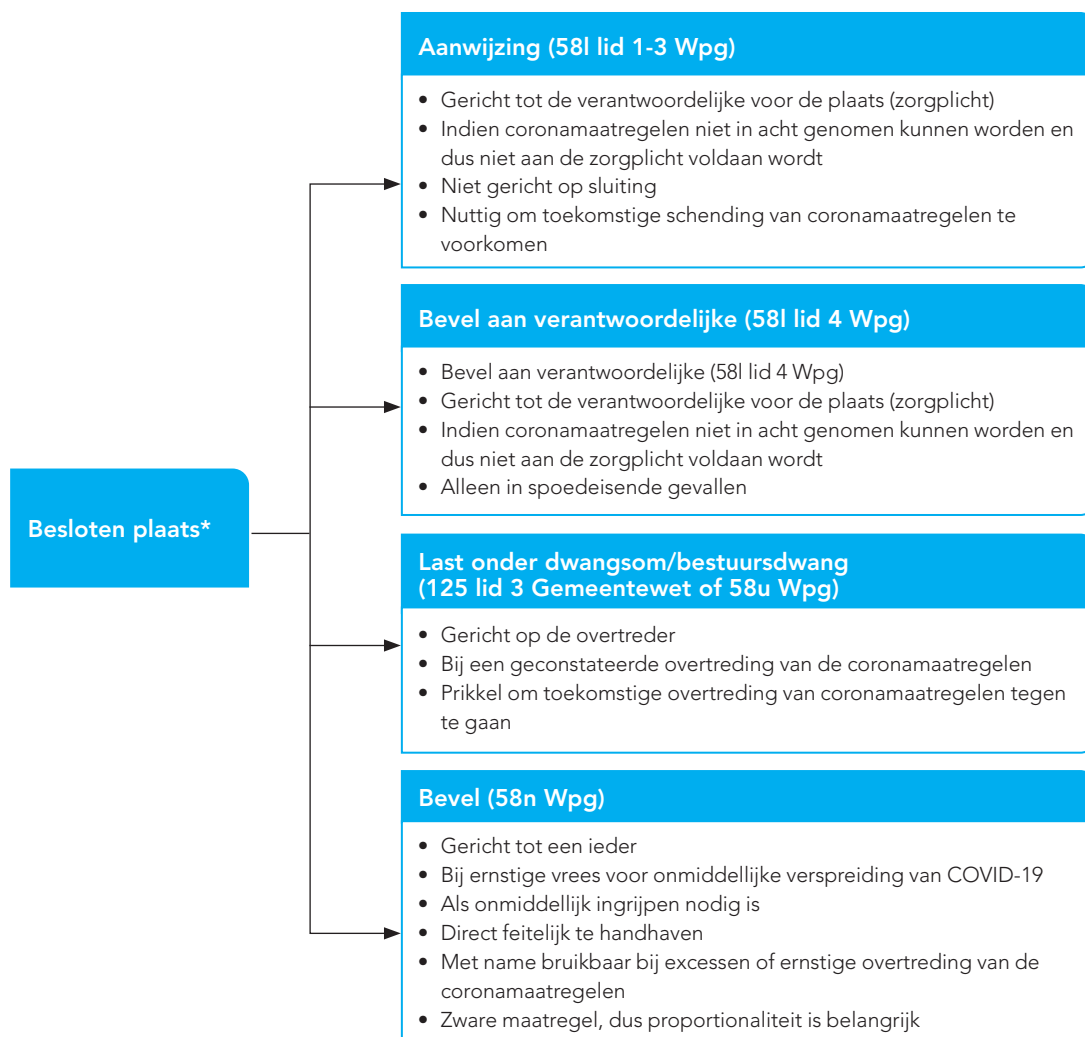 Aanwijzing (58l lid 1-3 Wpg)
• Gericht tot de verantwoordelijke voor de plaats (zorgplicht)
• Indien coronamaatregelen niet in acht genomen kunnen worden en
dus niet aan de zorgplicht voldaan wordt
• Niet gericht op sluiting
• Nuttig om toekomstige schending van coronamaatregelen te
voorkomen
Bevel aan verantwoordelijke (58l lid 4 Wpg)
• Bevel aan verantwoordelijke (58l lid 4 Wpg)
• Gericht tot de verantwoordelijke voor de plaats (zorgplicht)
• Indien coronamaatregelen niet in acht genomen kunnen worden en
dus niet aan de zorgplicht voldaan wordt
• Alleen in spoedeisende gevallen
Besloten plaats*
Last onder dwangsom/bestuursdwang
(125 lid 3 Gemeentewet of 58u Wpg)
• Gericht op de overtreder
• Bij een geconstateerde overtreding van de coronamaatregelen
• Prikkel om toekomstige overtreding van coronamaatregelen tegen
te gaan
Bevel (58n Wpg)
• Gericht tot een ieder
• Bij ernstige vrees voor onmiddellijke verspreiding van COVID-19
• Als onmiddellijk ingrijpen nodig is
• Direct feitelijk te handhaven
• Met name bruikbaar bij excessen of ernstige overtreding van de
coronamaatregelen
• Zware maatregel, dus proportionaliteit is belangrijk